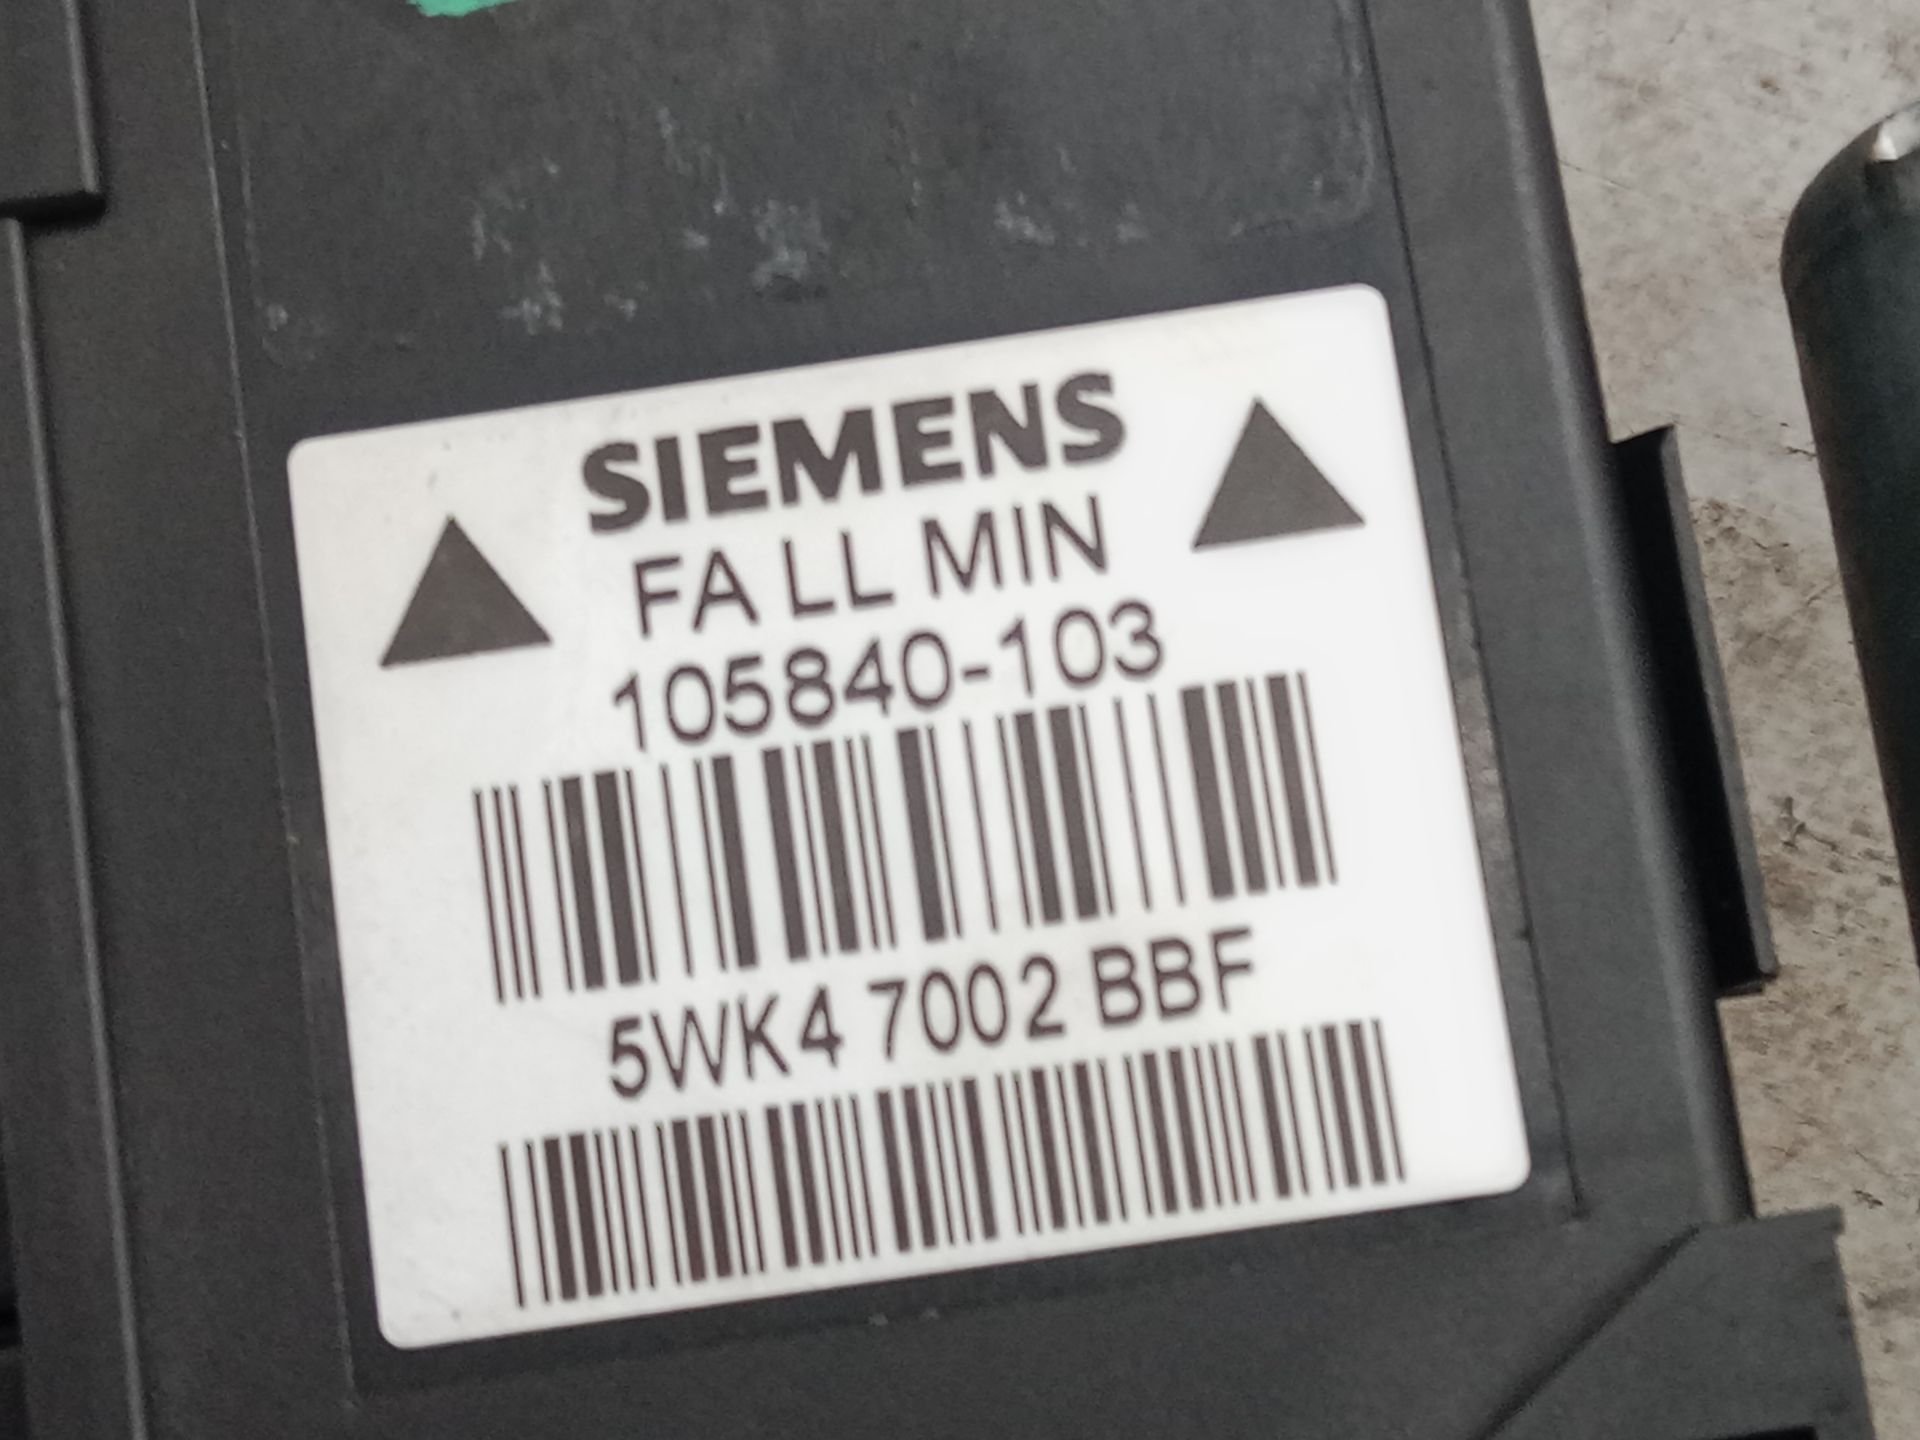 SIEMENS
FA LL MIN
105840-103
5WK4 7002 BBF